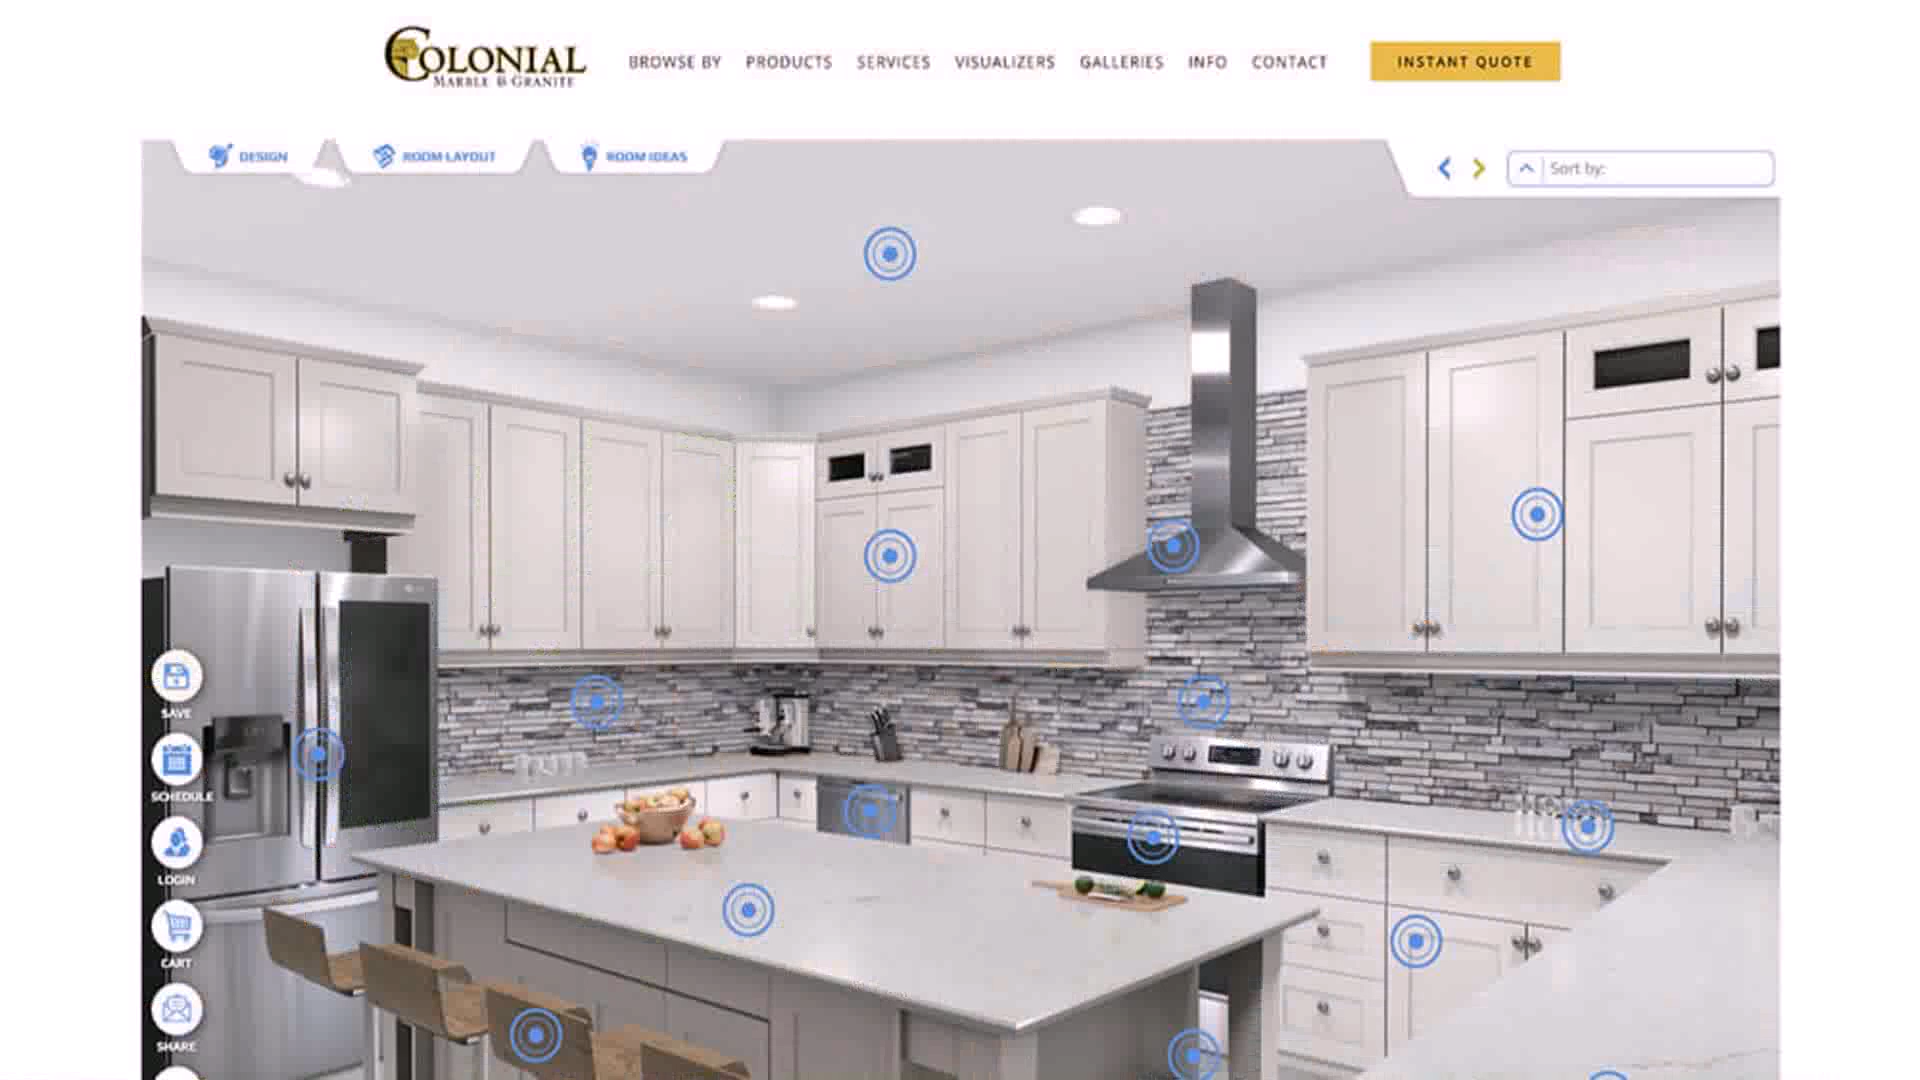 COLONIAL
MARBLE & GRANITE
BROWSE BY PRODUCTS SERVICES VISUALIZERS GALLERIES INFO CONTACT INSTANT QUOTE
DESIGN ROOM LAYOUT ROOM IDEAS Sort by:
SAVE
SCHEDULE
LOGIN
CART
SHARE